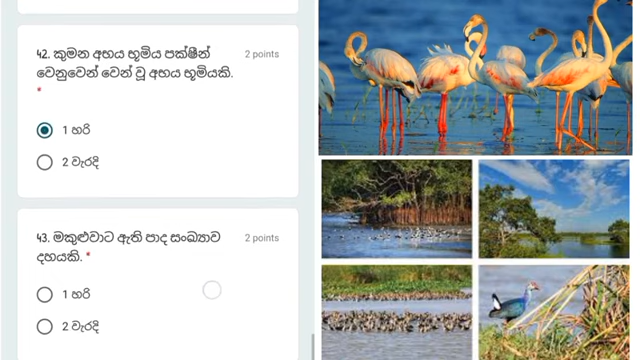 42. කුමන අභය භූමිය පක්ෂීන්
වෙනුවෙන් වෙන් වූ අභය භූමියකි.
*
2 points
1 හරි
2 වැරදි
43. මකුළුවාට ඇති පාද සංඛ්‍යාව
දහයකි. *
2 points
1 හරි
2 වැරදි